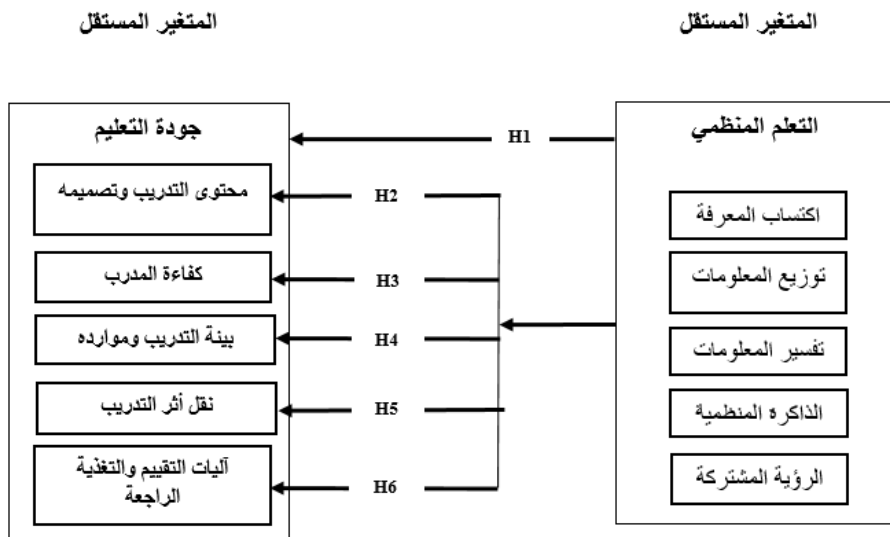 المتغير المستقل
المتغير المستقل
التعلم المنظمي
اكتساب المعرفة
توزيع المعلومات
تفسير المعلومات
الذاكرة المنظمية
الرؤية المشتركة
H1
H2
H3
H4
H5
H6
جودة التعليم
محتوى التدريب وتصميمه
كفاءة المدرب
بيئة التدريب وموارده
نقل أثر التدريب
آليات التقييم والتغذية
الراجعة